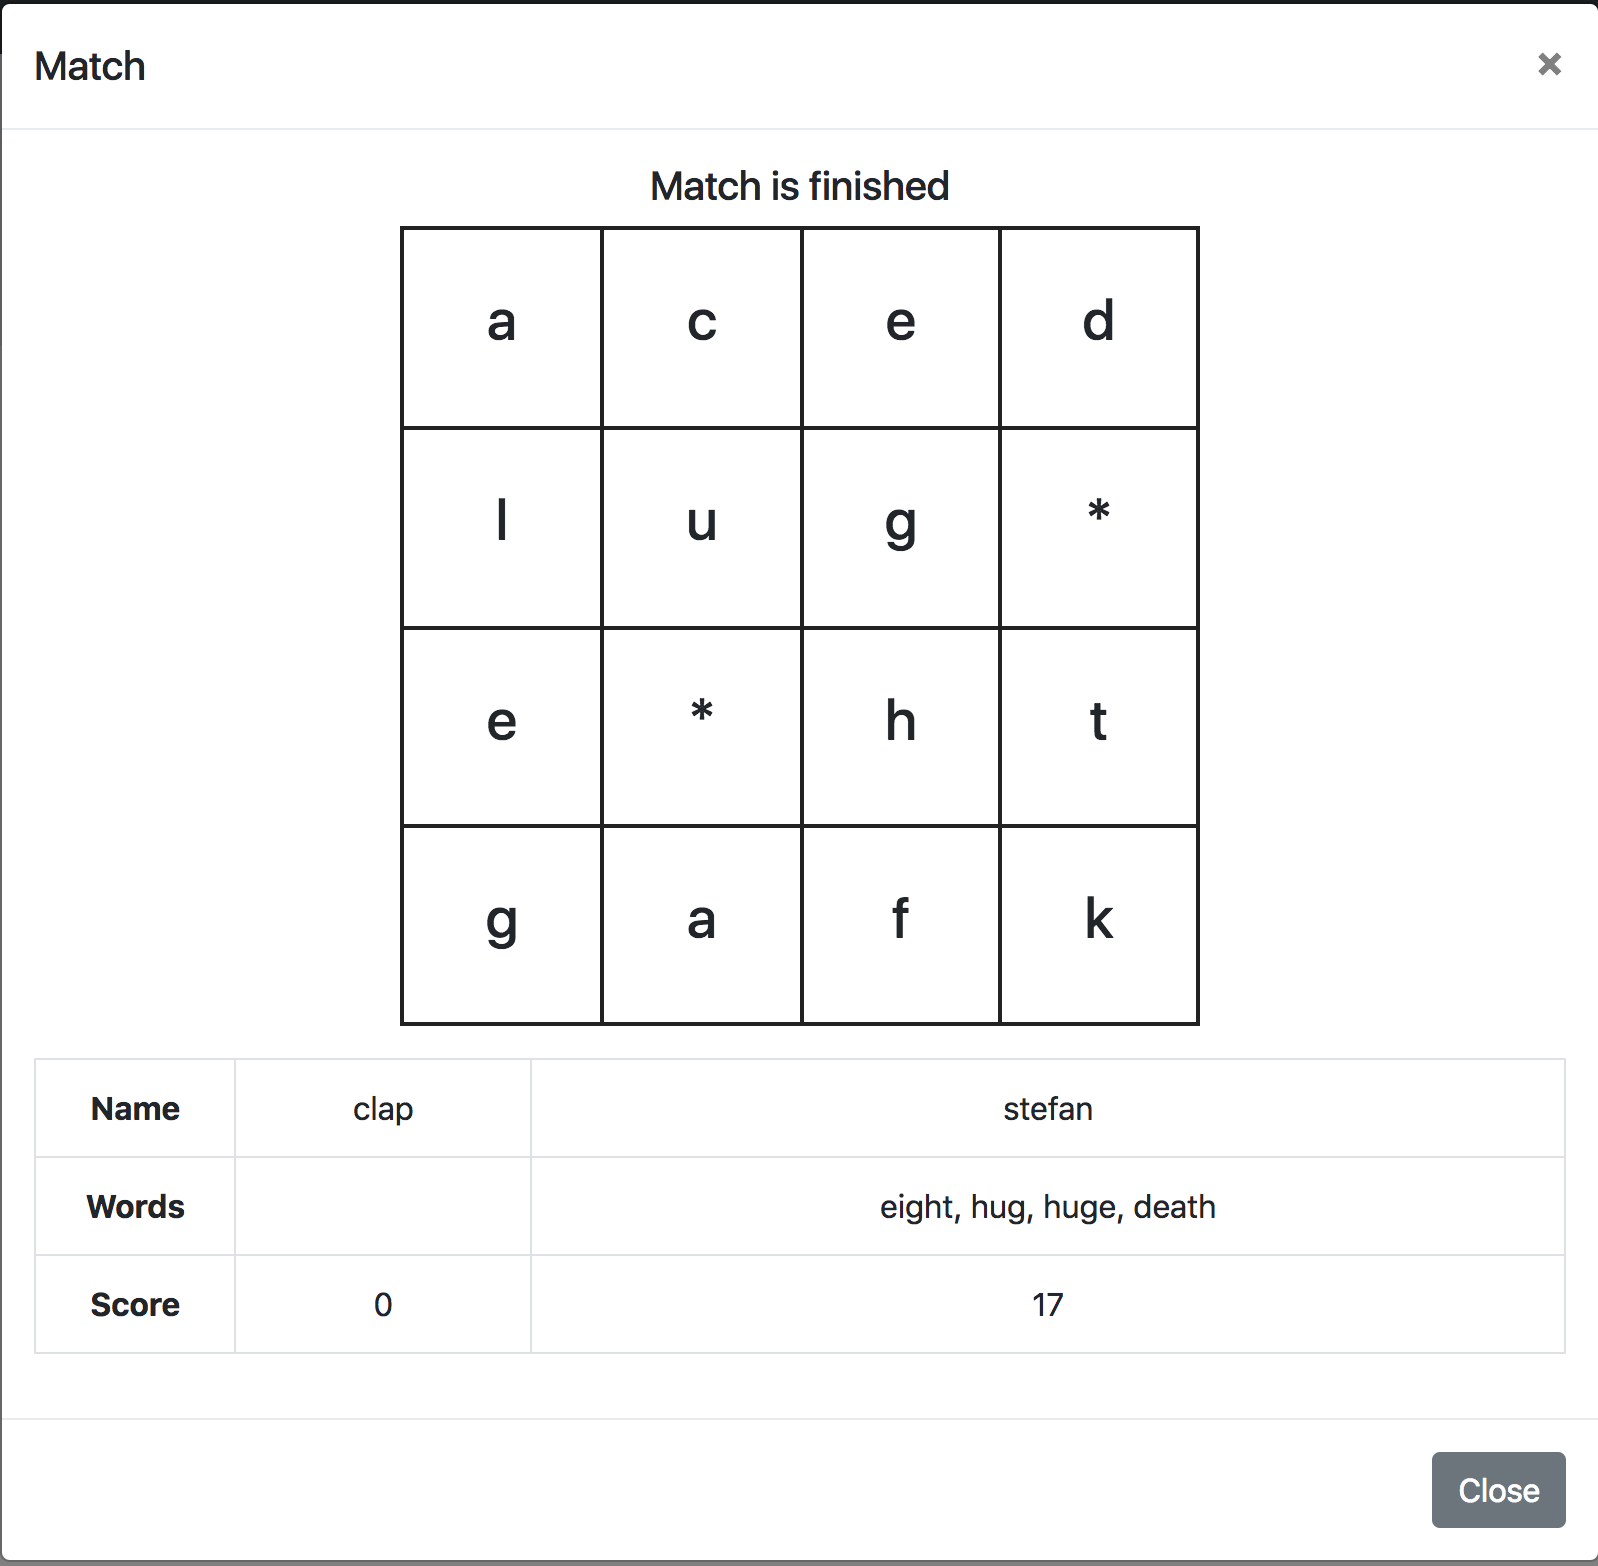 Match ×
Match is finished
a c e d
l u g *
e * h t
g a f k
Name clap stefan
Words eight, hug, huge, death
Score 0 17
Close